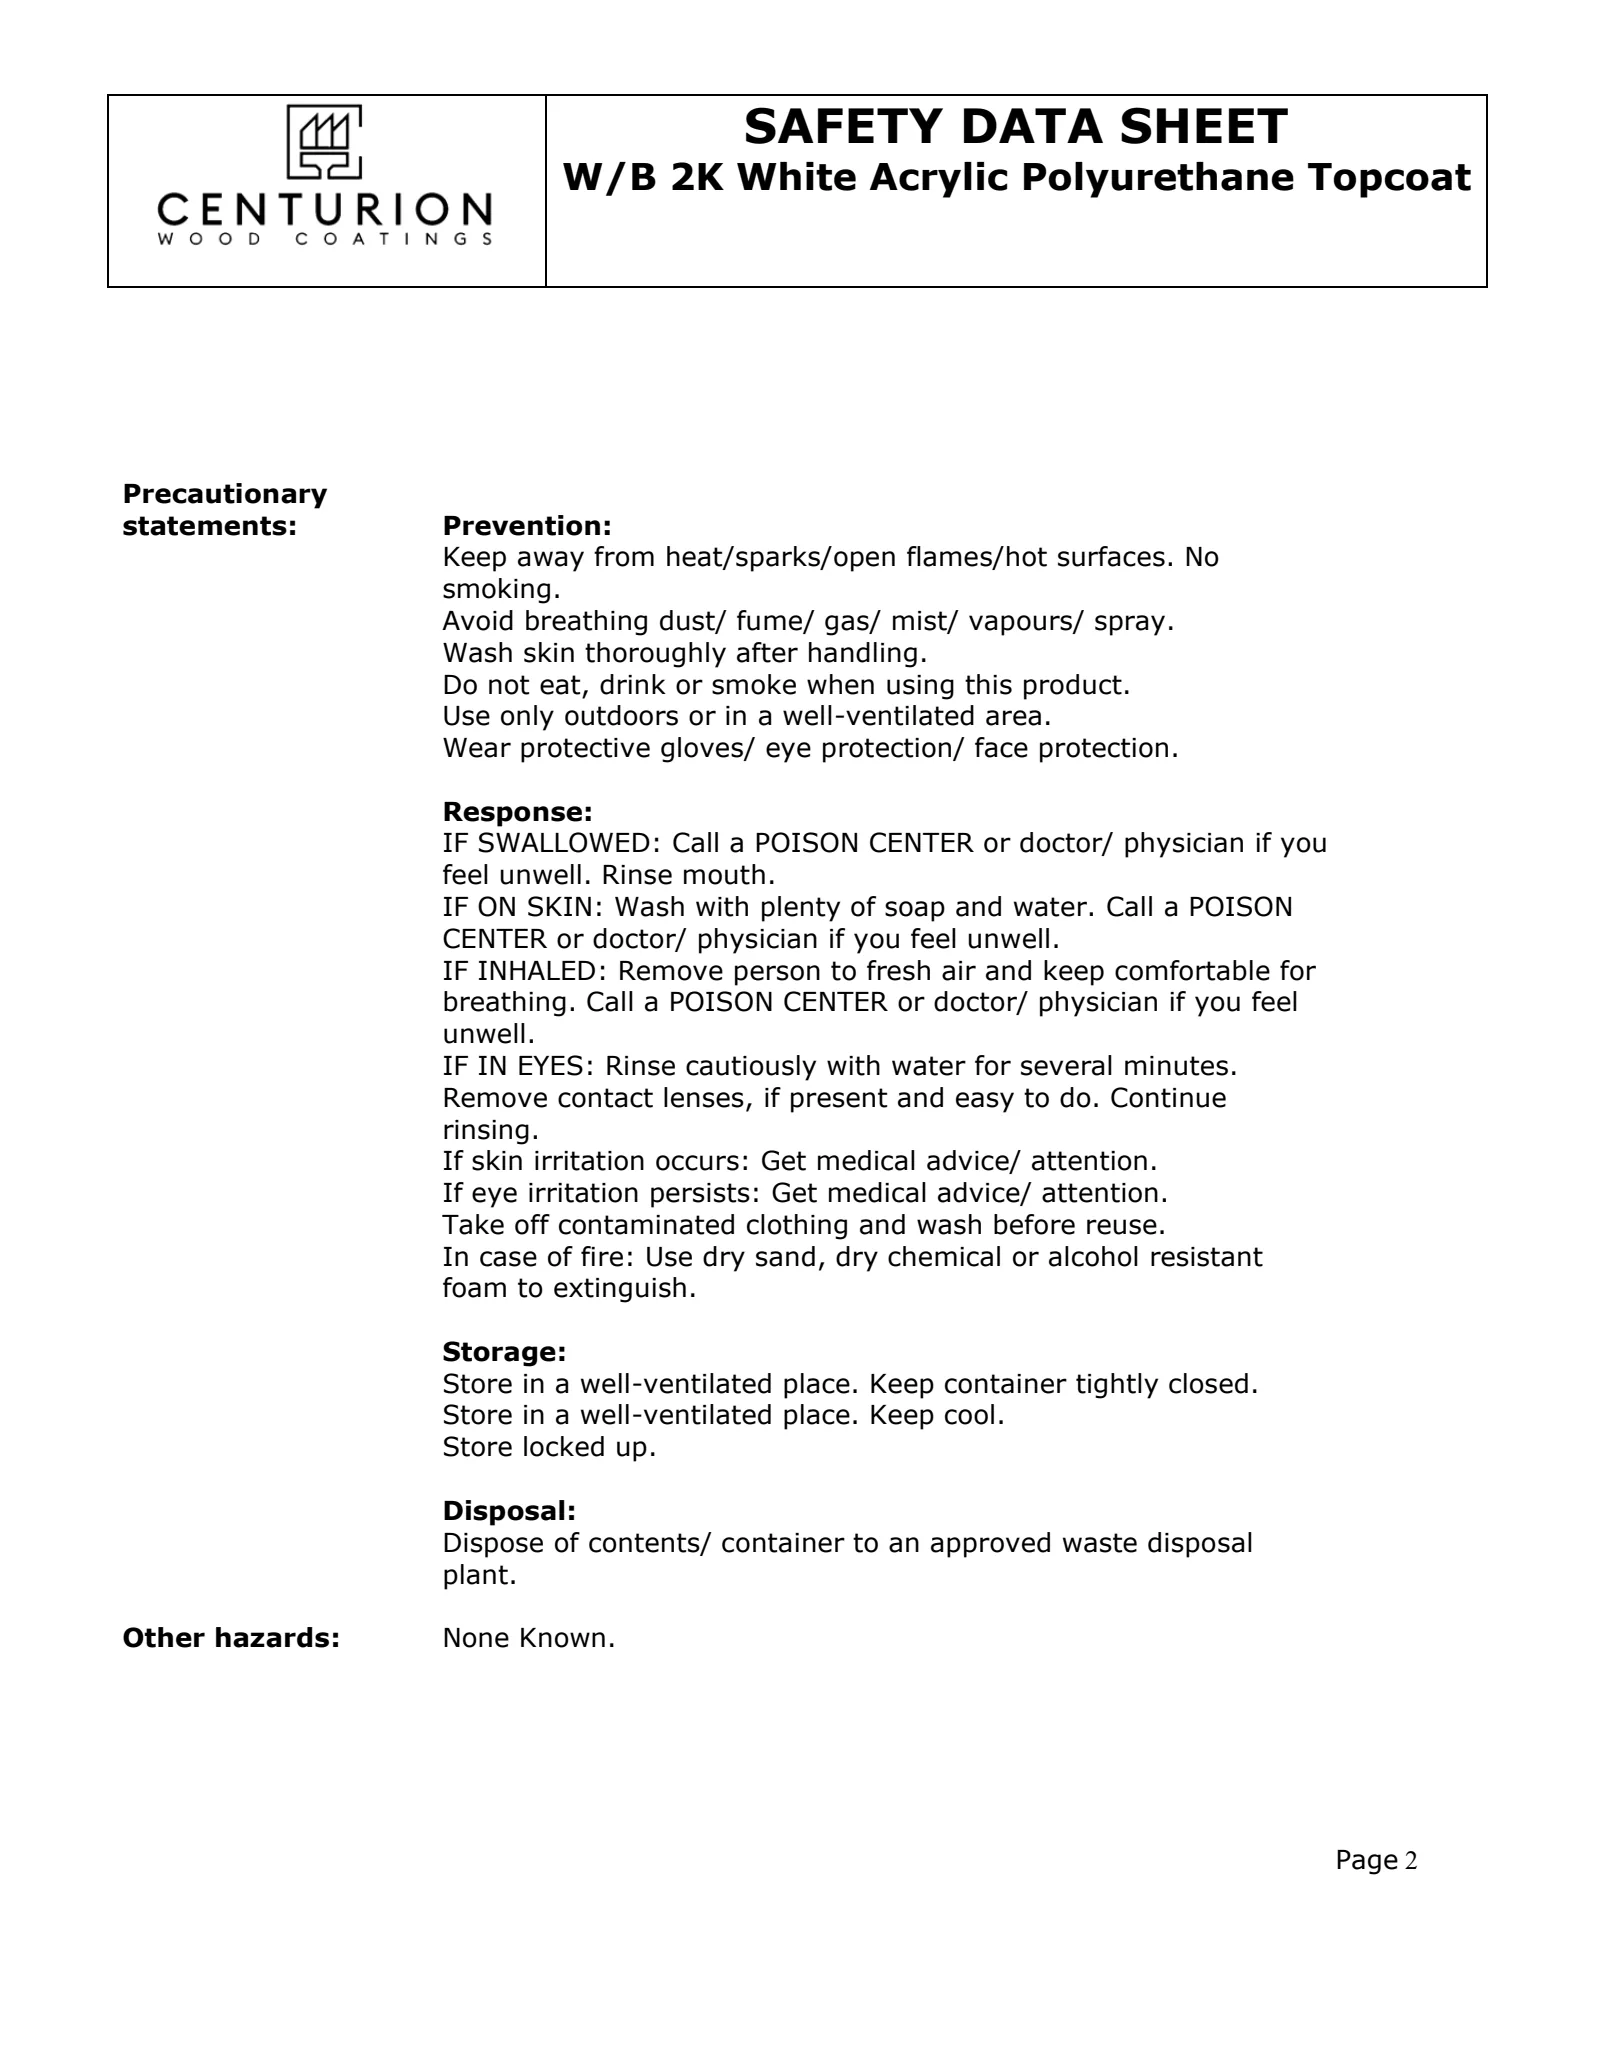 CENTURION
WOOD COATINGS
SAFETY DATA SHEET
W/B 2K White Acrylic Polyurethane Topcoat
Precautionary
statements:
Prevention:
Keep away from heat/sparks/open flames/hot surfaces. No
smoking.
Avoid breathing dust/ fume/ gas/ mist/ vapours/ spray.
Wash skin thoroughly after handling.
Do not eat, drink or smoke when using this product.
Use only outdoors or in a well-ventilated area.
Wear protective gloves/ eye protection/ face protection.
Response:
IF SWALLOWED: Call a POISON CENTER or doctor/ physician if you
feel unwell. Rinse mouth.
IF ON SKIN: Wash with plenty of soap and water. Call a POISON
CENTER or doctor/ physician if you feel unwell.
IF INHALED: Remove person to fresh air and keep comfortable for
breathing. Call a POISON CENTER or doctor/ physician if you feel
unwell.
IF IN EYES: Rinse cautiously with water for several minutes.
Remove contact lenses, if present and easy to do. Continue
rinsing.
If skin irritation occurs: Get medical advice/ attention.
If eye irritation persists: Get medical advice/ attention.
Take off contaminated clothing and wash before reuse.
In case of fire: Use dry sand, dry chemical or alcohol resistant
foam to extinguish.
Storage:
Store in a well-ventilated place. Keep container tightly closed.
Store in a well-ventilated place. Keep cool.
Store locked up.
Disposal:
Dispose of contents/ container to an approved waste disposal
plant.
Other hazards: None Known.
Page 2